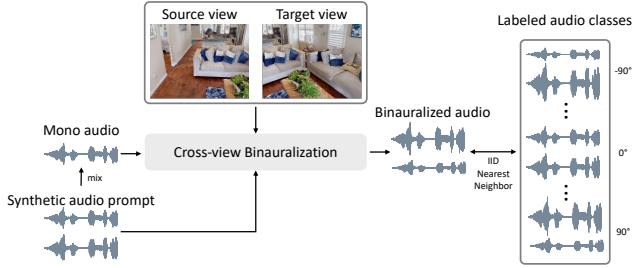 Source view
Target view
Labeled audio classes
-90°
Mono audio
Binauralized audio
Cross-view Binauralization
mix
IID
Nearest
Neighbor
0°
Synthetic audio prompt
90°